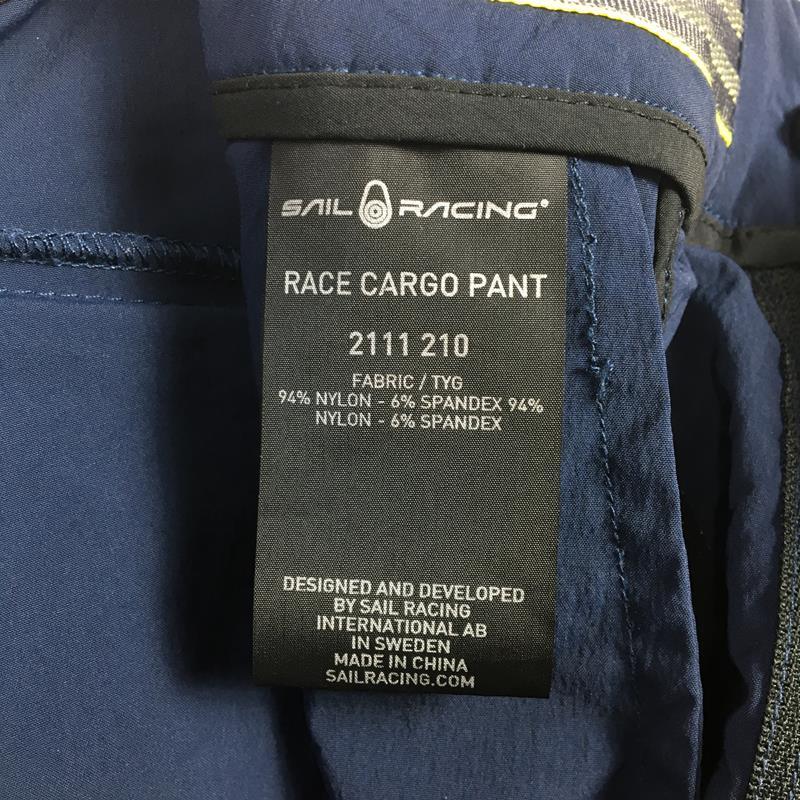 SAIL RACING®
RACE CARGO PANT
2111 210
FABRIC / TYG
94% NYLON - 6% SPANDEX 94%
NYLON - 6% SPANDEX
DESIGNED AND DEVELOPED
BY SAIL RACING
INTERNATIONAL AB
IN SWEDEN
MADE IN CHINA
SAILRACING.COM